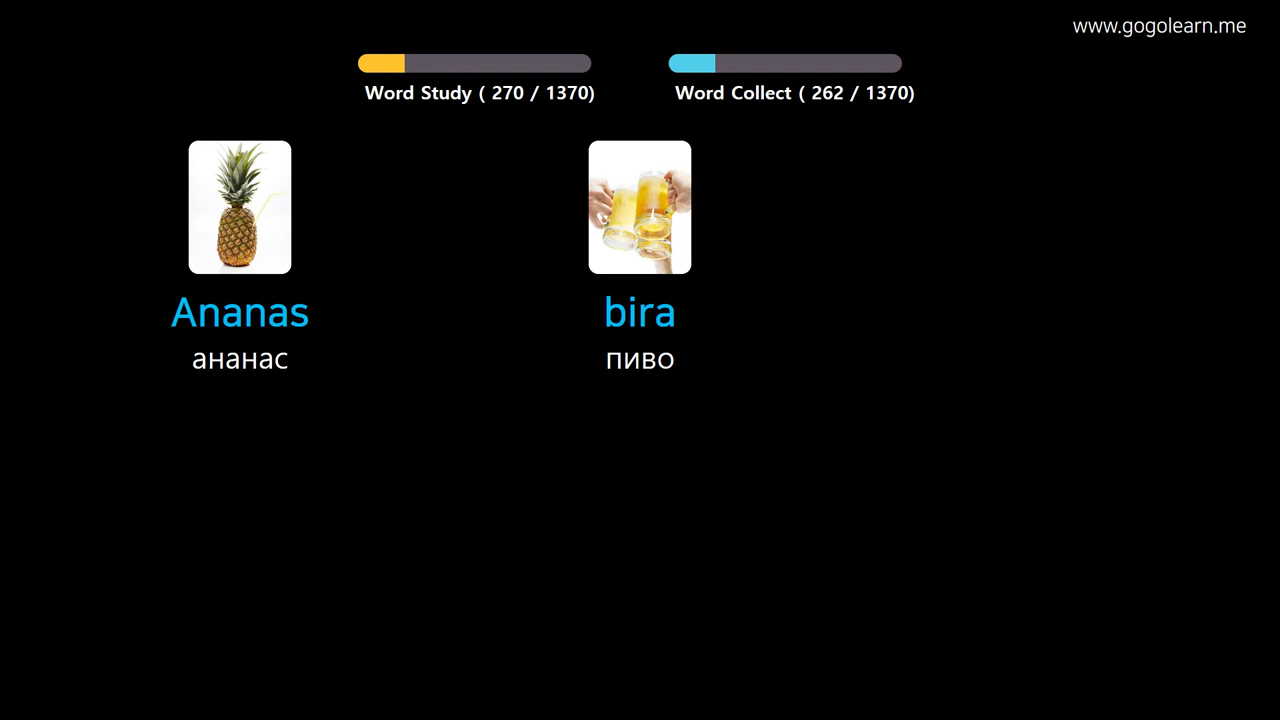 www.gogolearn.me
Word Study ( 270 / 1370)
Word Collect ( 262 / 1370)
Ananas
ананас
bira
пиво